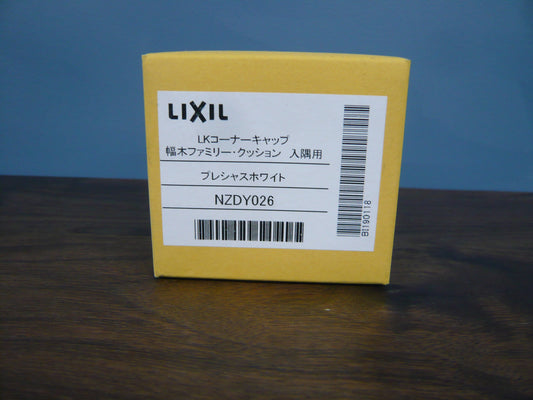 LIXIL
LKコーナーキャップ
幅木ファミリー・クッション 入隅用
プレシャスホワイト
NZDY026
BI190118